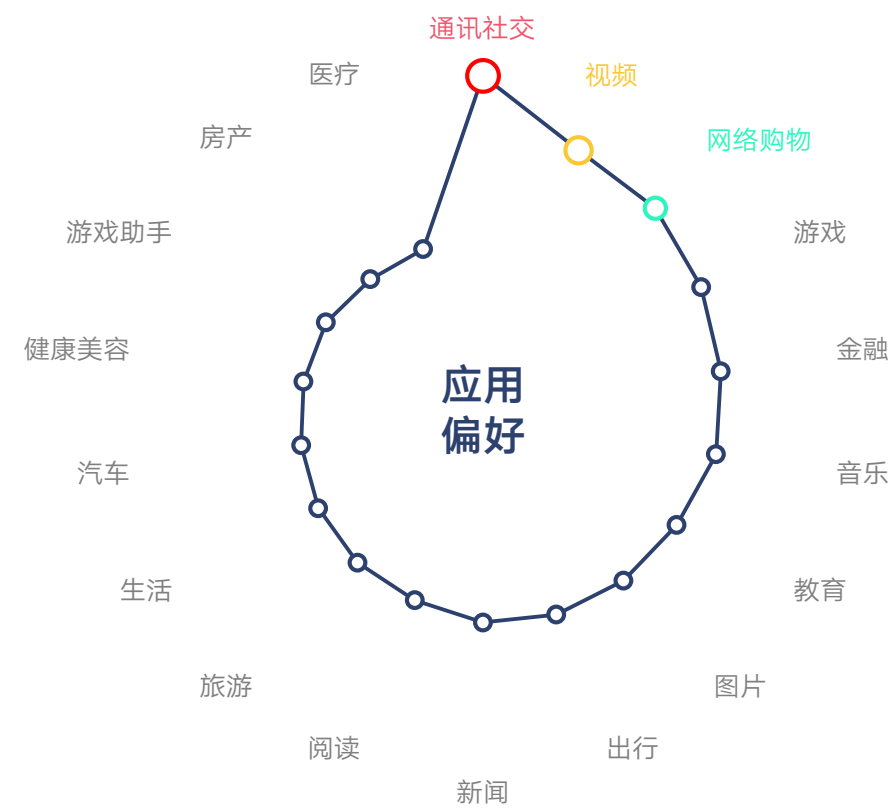 通讯社交
医疗
视频
房产
网络购物
游戏助手
游戏
健康美容
金融
应用
偏好
汽车
音乐
生活
教育
旅游
图片
阅读
出行
新闻